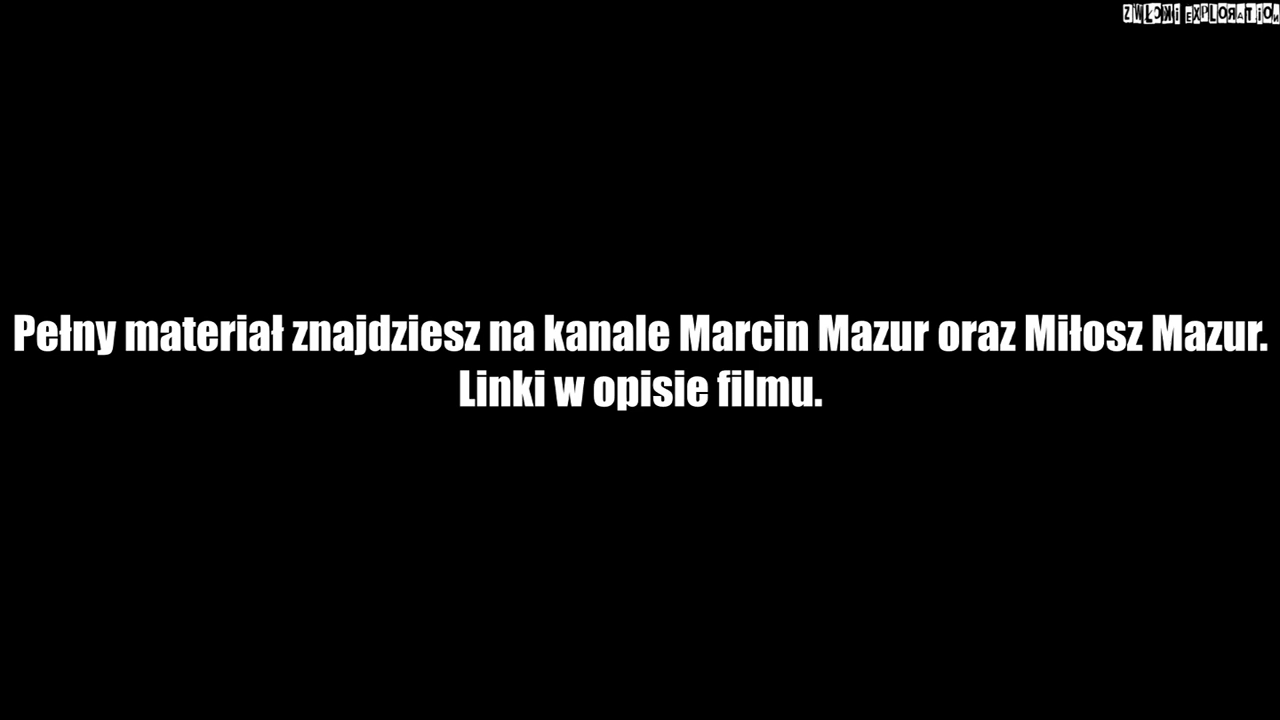 ZWŁOKI EXPLORATION
Pełny materiał znajdziesz na kanale Marcin Mazur oraz Miłosz Mazur.
Linki w opisie filmu.